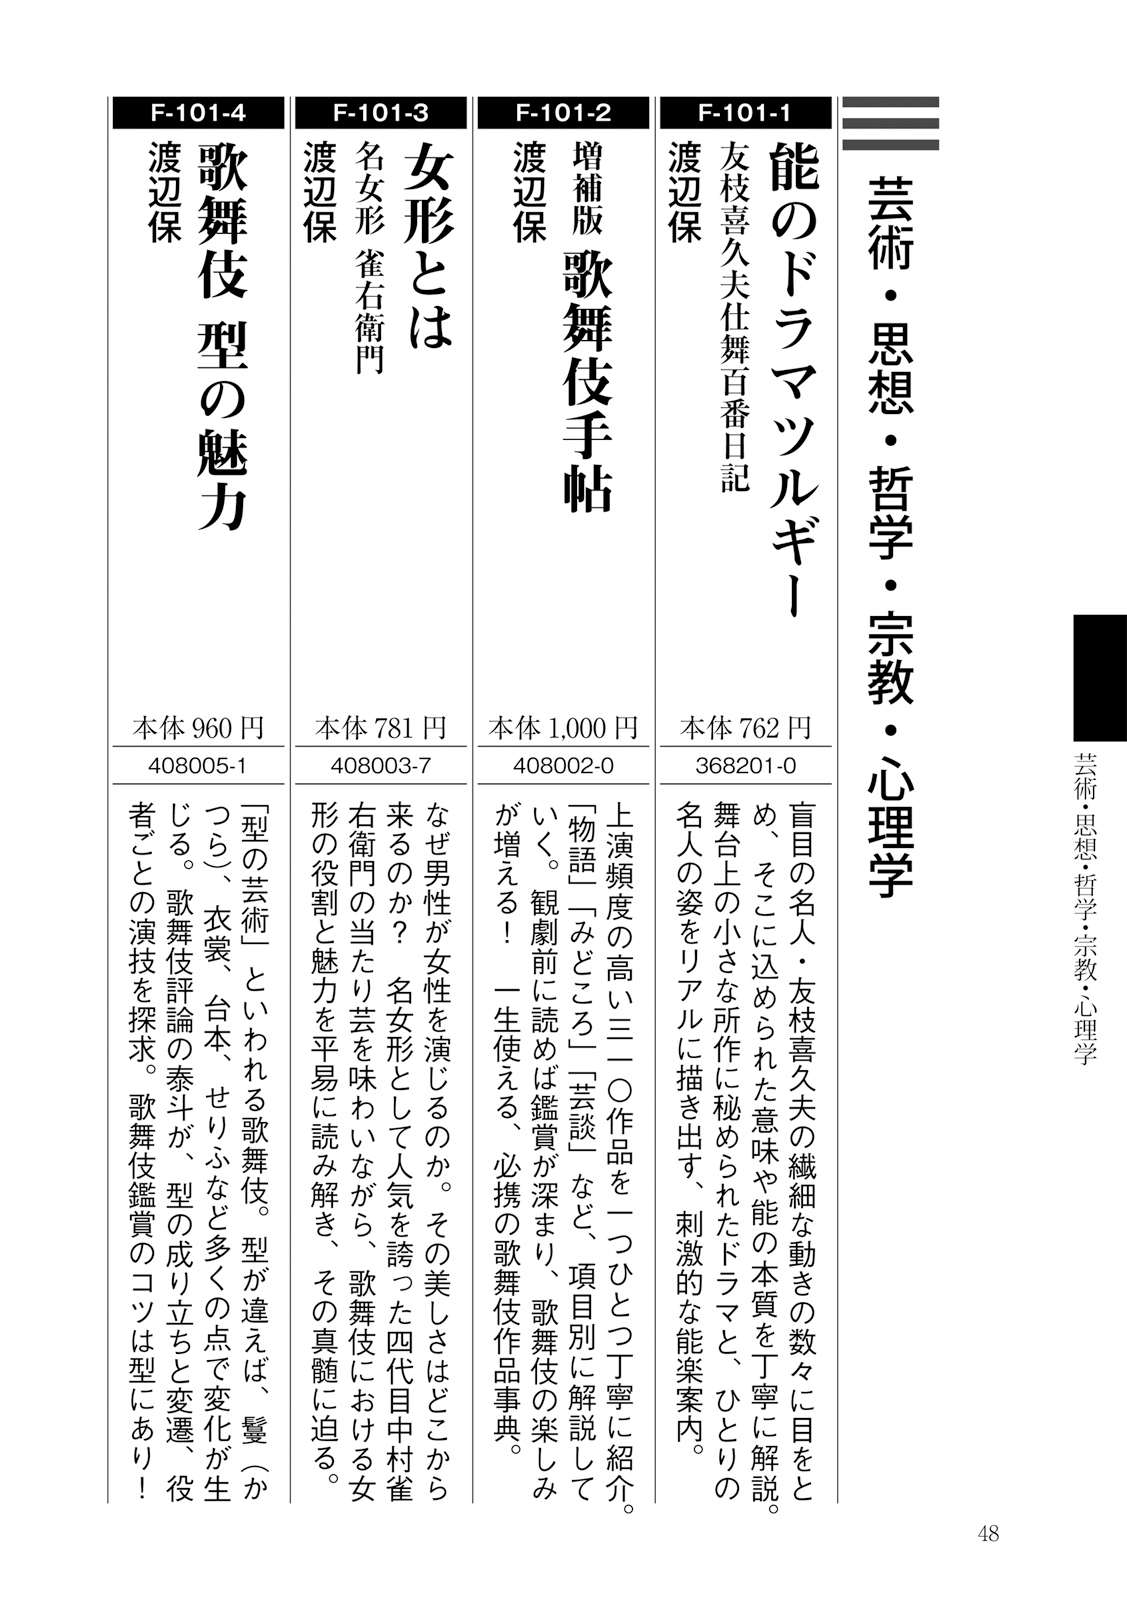 芸術・思想・哲学・宗教・心理学
F-101-1
能のドラマツルギー
友枝喜久夫仕舞百番日記
渡辺保
本体 762 円
368201-0
盲目の名人・友枝喜久夫の繊細な動きの数々に目をと
め、そこに込められた意味や能の本質を丁寧に解説。
舞台上の小さな所作に秘められたドラマと、ひとりの
名人の姿をリアルに描き出す、刺激的な能楽案内。
F-101-2
増補版 歌舞伎手帖
渡辺保
本体 1,000 円
408002-0
上演頻度の高い三一〇作品を一つひとつ丁寧に紹介。
「物語」「みどころ」「芸談」など、項目別に解説して
いく。観劇前に読めば鑑賞が深まり、歌舞伎の楽しみ
が増える！ 一生使える、必携の歌舞伎作品事典。
F-101-3
女形とは
名女形 雀右衛門
渡辺保
本体 781 円
408003-7
なぜ男性が女性を演じるのか。その美しさはどこから
来るのか？ 名女形として人気を誇った四代目中村雀
右衛門の当たり芸を味わいながら、歌舞伎における女
形の役割と魅力を平易に読み解き、その真髄に迫る。
F-101-4
歌舞伎 型の魅力
渡辺保
本体 960 円
408005-1
「型の芸術」といわれる歌舞伎。型が違えば、鬘（か
つら）、衣裳、台本、せりふなど多くの点で変化が生
じる。歌舞伎評論の泰斗が、型の成り立ちと変遷、役
者ごとの演技を探求。歌舞伎鑑賞のコツは型にあり！
芸術・思想・哲学・宗教・心理学
48